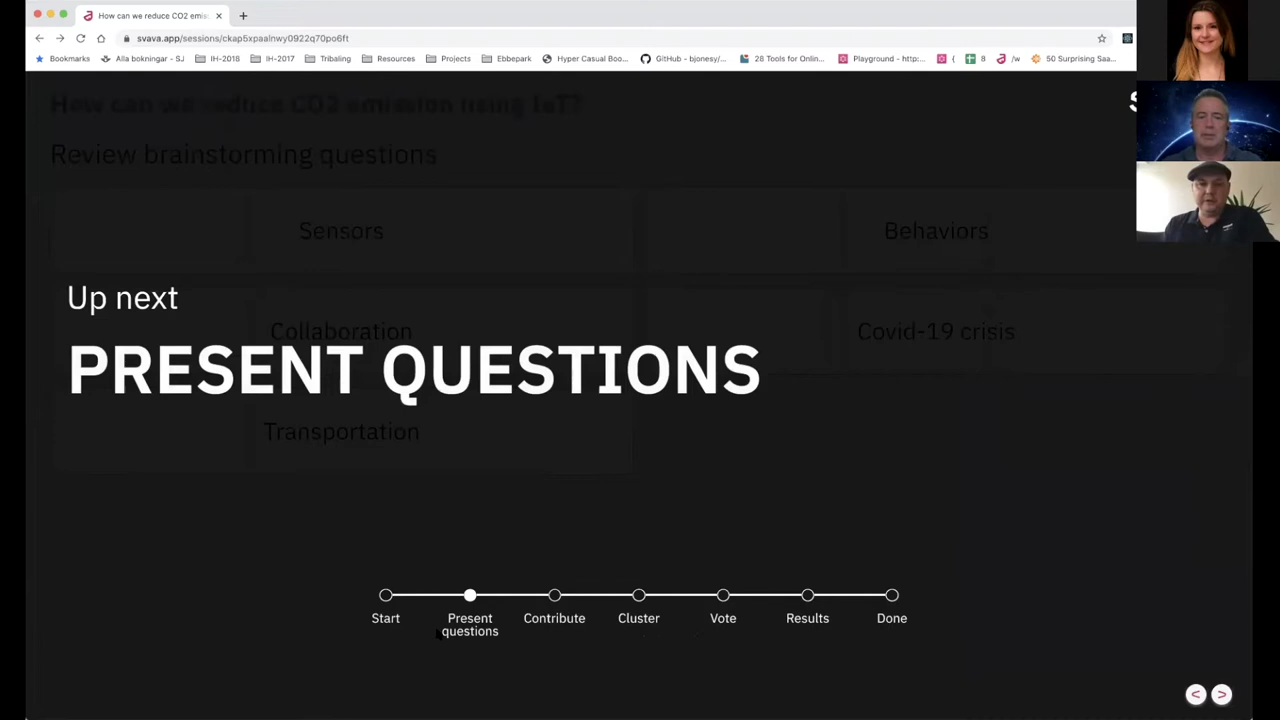 How can we reduce CO2 emis
svava.app/sessions/ckap5xpaalnwy0922q70po6ft
Bookmarks
Alla bokningar - SJ
IH-2018
IH-2017
Tribaling
Resources
Projects
Ebbepark
Hyper Casual Boo...
GitHub - bjonesy/...
28 Tools for Onlin...
Playground - http:...
{
8
/w
50 Surprising Saa...
How can we reduce CO2 emission using IoT?
S
Review brainstorming questions
Sensors
Behaviors
Up next
Collaboration
Covid-19 crisis
PRESENT QUESTIONS
Transportation
Start
Present
questions
Contribute
Cluster
Vote
Results
Done
< >